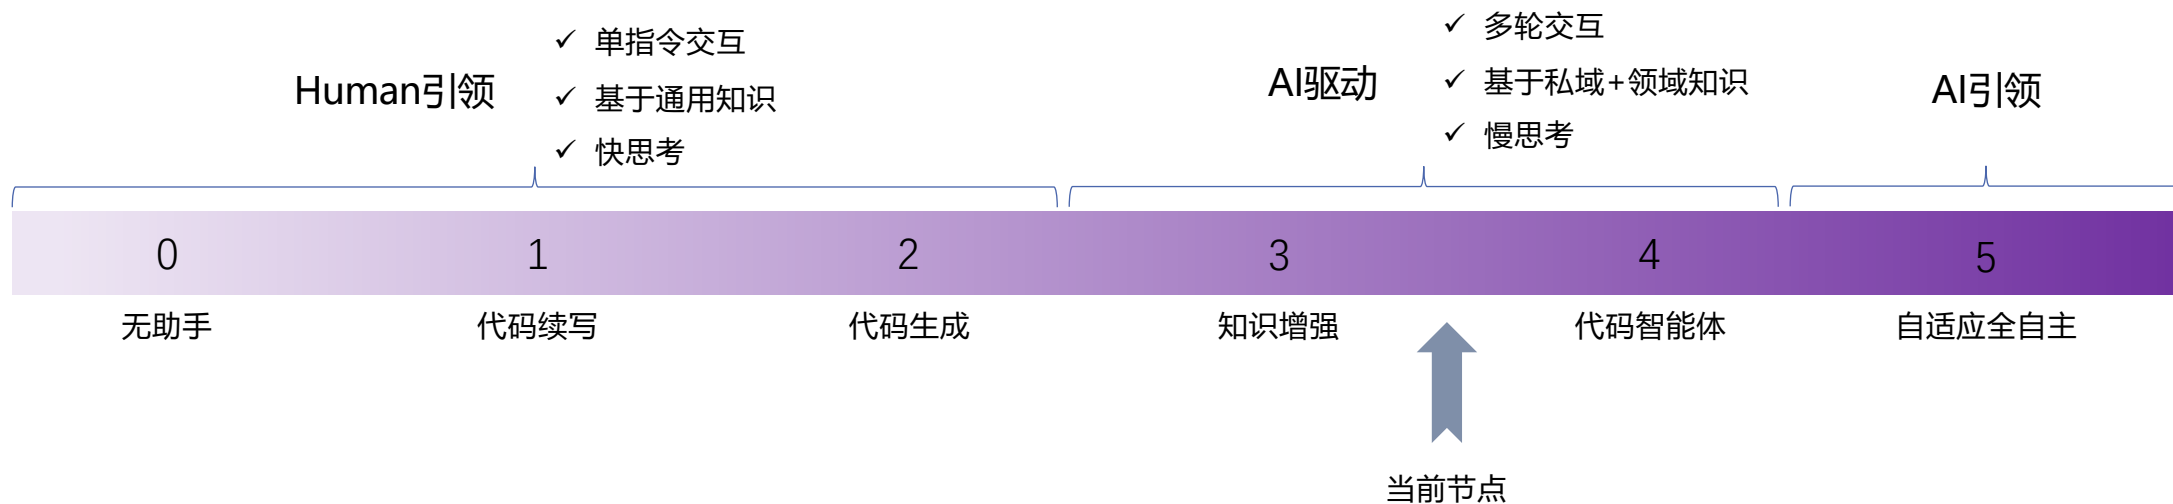 Human引领
✓ 单指令交互
✓ 基于通用知识
✓ 快思考
AI驱动
✓ 多轮交互
✓ 基于私域+领域知识
✓ 慢思考
AI引领
0
1
2
3
4
5
无助手
代码续写
代码生成
知识增强
代码智能体
自适应全自主
当前节点